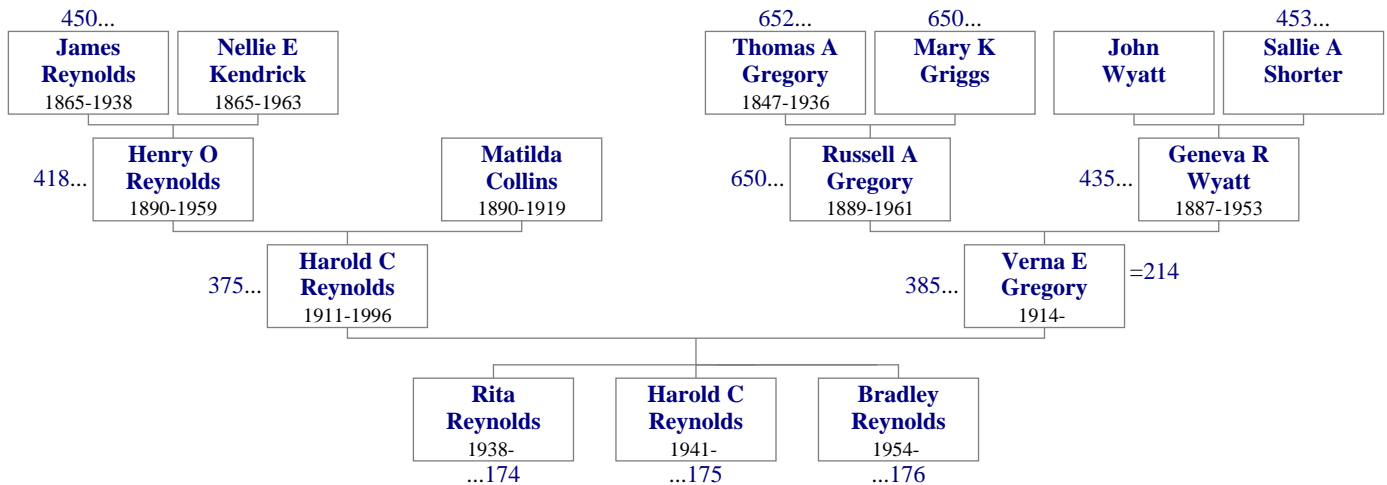 450...
James
Reynolds
1865-1938
Nellie E
Kendrick
1865-1963
652...
Thomas A
Gregory
1847-1936
650...
Mary K
Griggs
John
Wyatt
453...
Sallie A
Shorter
418...
Henry O
Reynolds
1890-1959
Matilda
Collins
1890-1919
650...
Russell A
Gregory
1889-1961
435...
Geneva R
Wyatt
1887-1953
375...
Harold C
Reynolds
1911-1996
385...
Verna E
Gregory
1914-
=214
Rita
Reynolds
1938-
...174
Harold C
Reynolds
1941-
...175
Bradley
Reynolds
1954-
...176